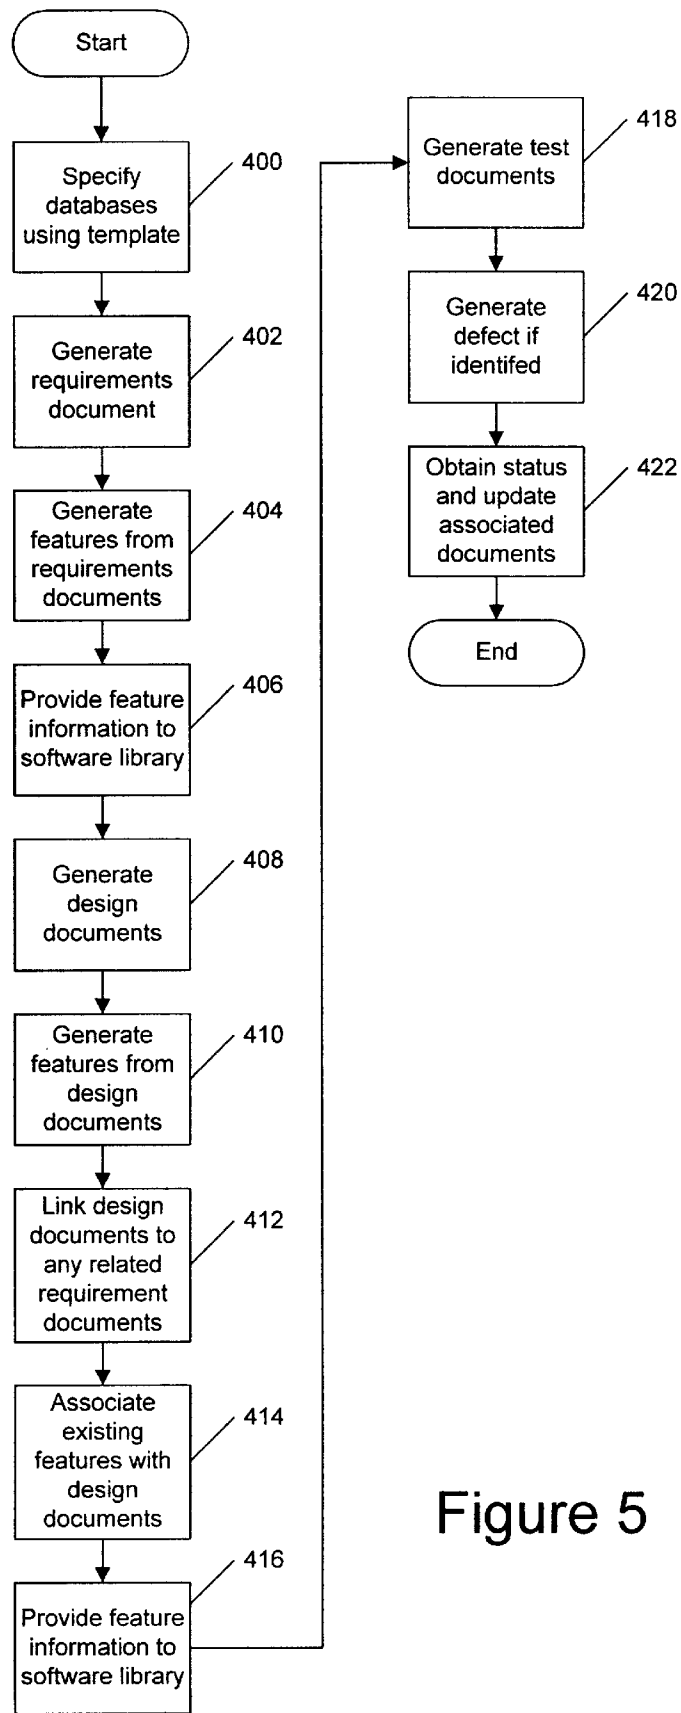 Start
Specify
databases
using template
400
Generate
requirements
document
402
Generate
features from
requirements
documents
404
Provide feature
information to
software library
406
Generate
design
documents
408
Generate
features from
design
documents
410
Link design
documents to
any related
requirement
documents
412
Associate
existing
features with
design
documents
414
Provide feature
information to
software library
416
Generate test
documents
418
Generate
defect if
identifed
420
Obtain status
and update
associated
documents
422
End
Figure 5